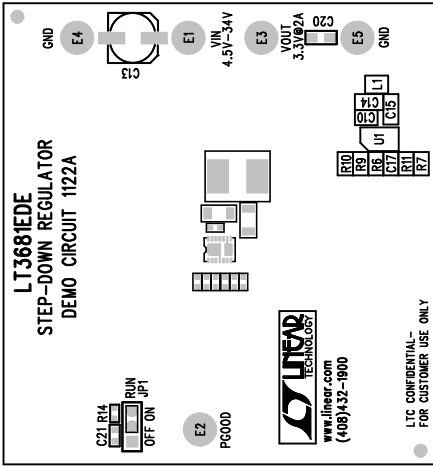 GND
E4
C13
E1
VIN
4.5V-34V
E3
VOUT
3.3V@2A
C20
E5
GND
LT3681EDE
STEP-DOWN REGULATOR
DEMO CIRCUIT 1122A
L1
C14
C15
C10
U1
R10
R9
R6
C17
R11
R7
C21
R14
RUN
JP1
OFF ON
E2
PGOOD
LINEAR
TECHNOLOGY
www.linear.com
(408)432-1900
LTC CONFIDENTIAL-
FOR CUSTOMER USE ONLY